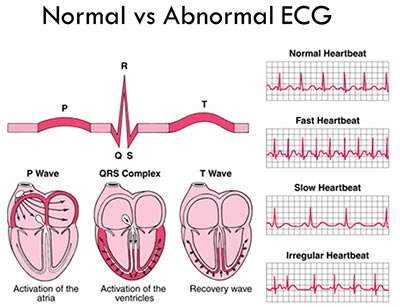 Normal vs Abnormal ECG
R
P
T
Q S
P Wave
QRS Complex
T Wave
Activation of the
atria
Activation of the
ventricles
Recovery wave
Normal Heartbeat
Fast Heartbeat
Slow Heartbeat
Irregular Heartbeat